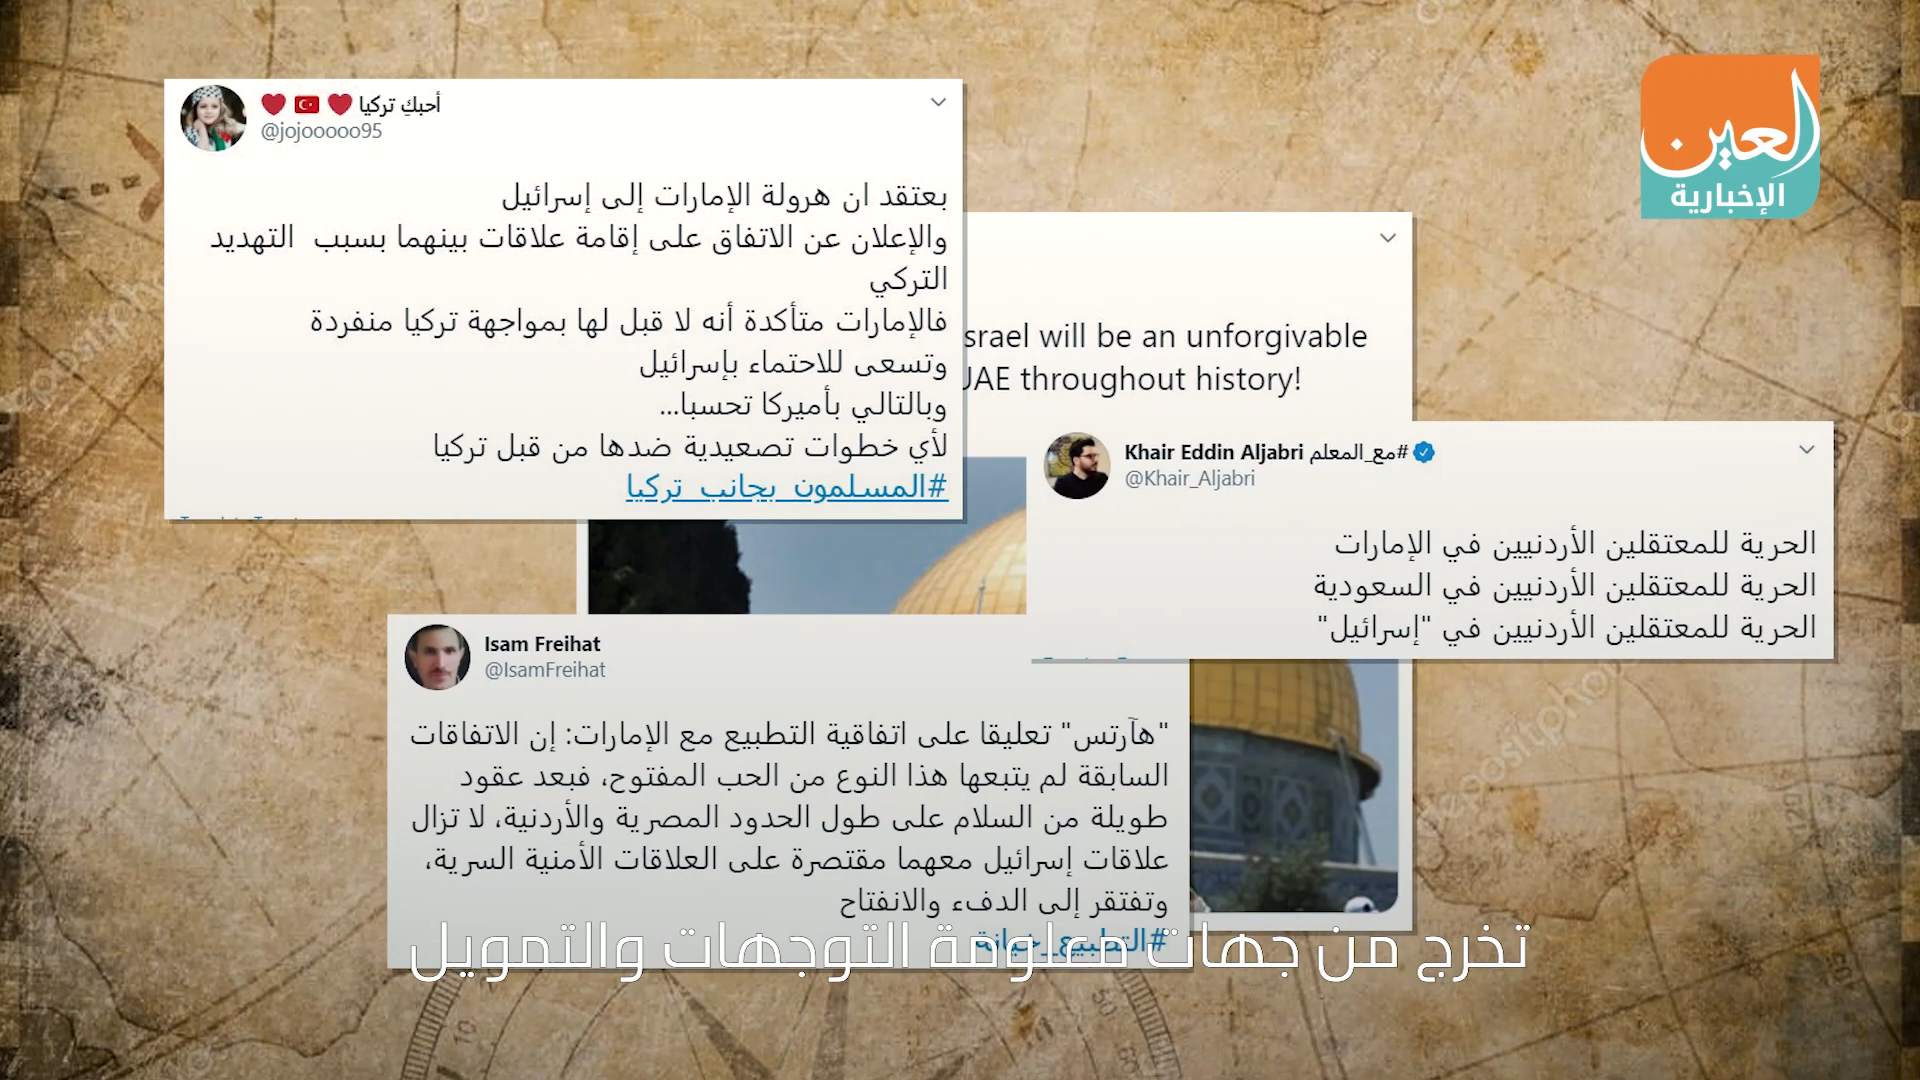 العين
الإخبارية
أحبكِ تركيا
@jojooooo95
بعتقد ان هرولة الإمارات إلى إسرائيل
والإعلان عن الاتفاق على إقامة علاقات بينهما بسبب التهديد
التركي
فالإمارات متأكدة أنه لا قبل لها بمواجهة تركيا منفردة
وتسعى للاحتماء بإسرائيل
وبالتالي بأميركا تحسبا...
لأي خطوات تصعيدية ضدها من قبل تركيا
#المسلمون_بجانب_تركيا
will be an unforgivable
throughout history!
Khair Eddin Aljabri #مع_المعلم
@Khair_Aljabri
الحرية للمعتقلين الأردنيين في الإمارات
الحرية للمعتقلين الأردنيين في السعودية
الحرية للمعتقلين الأردنيين في "إسرائيل"
Isam Freihat
@IsamFreihat
"هآرتس" تعليقا على اتفاقية التطبيع مع الإمارات: إن الاتفاقات
السابقة لم يتبعها هذا النوع من الحب المفتوح، فبعد عقود
طويلة من السلام على طول الحدود المصرية والأردنية، لا تزال
علاقات إسرائيل معهما مقتصرة على العلاقات الأمنية السرية،
وتفتقر إلى الدفء والانفتاح
#التطبيع_خيانة
تخرج من جهات معلومة التوجهات والتمويل